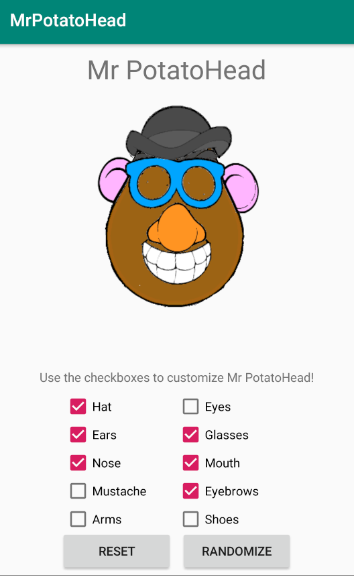 MrPotatoHead
Mr PotatoHead
Use the checkboxes to customize Mr PotatoHead!
Hat Eyes
Ears Glasses
Nose Mouth
Mustache Eyebrows
Arms Shoes
RESET RANDOMIZE